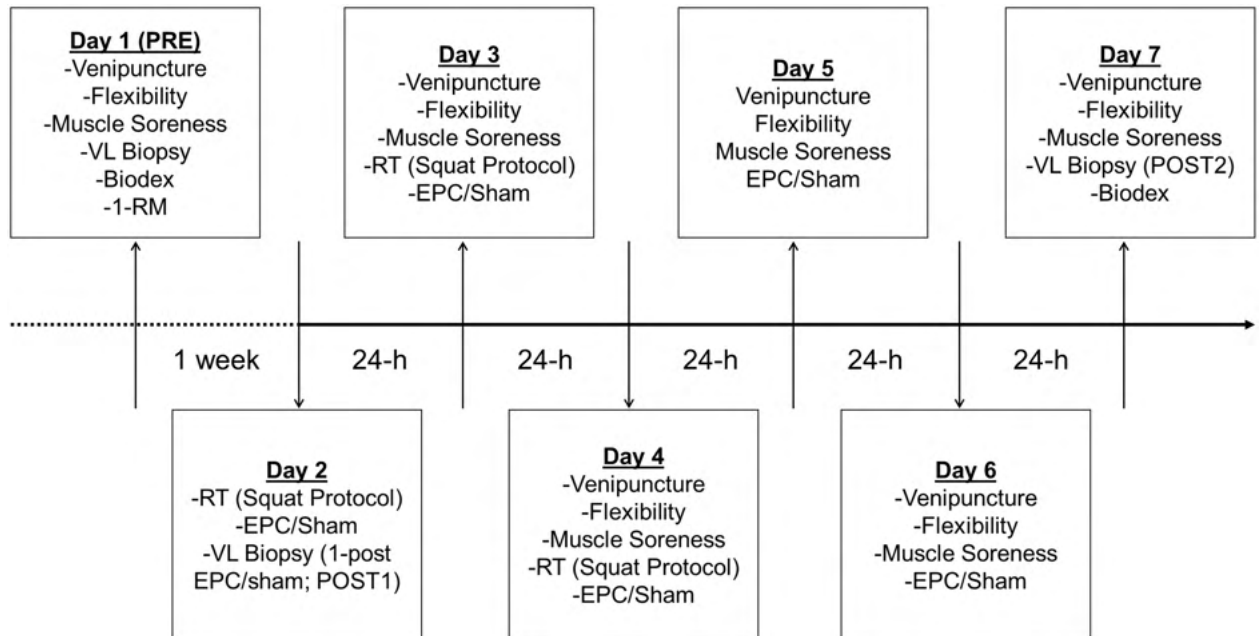 Day 1 (PRE)
-Venipuncture
-Flexibility
-Muscle Soreness
-VL Biopsy
-Biodex
-1-RM
Day 3
-Venipuncture
-Flexibility
-Muscle Soreness
-RT (Squat Protocol)
-EPC/Sham
Day 5
Venipuncture
Flexibility
Muscle Soreness
EPC/Sham
Day 7
-Venipuncture
-Flexibility
-Muscle Soreness
-VL Biopsy (POST2)
-Biodex
1 week
24-h
24-h
24-h
24-h
24-h
Day 2
-RT (Squat Protocol)
-EPC/Sham
-VL Biopsy (1-post
EPC/sham; POST1)
Day 4
-Venipuncture
-Flexibility
-Muscle Soreness
-RT (Squat Protocol)
-EPC/Sham
Day 6
-Venipuncture
-Flexibility
-Muscle Soreness
-EPC/Sham